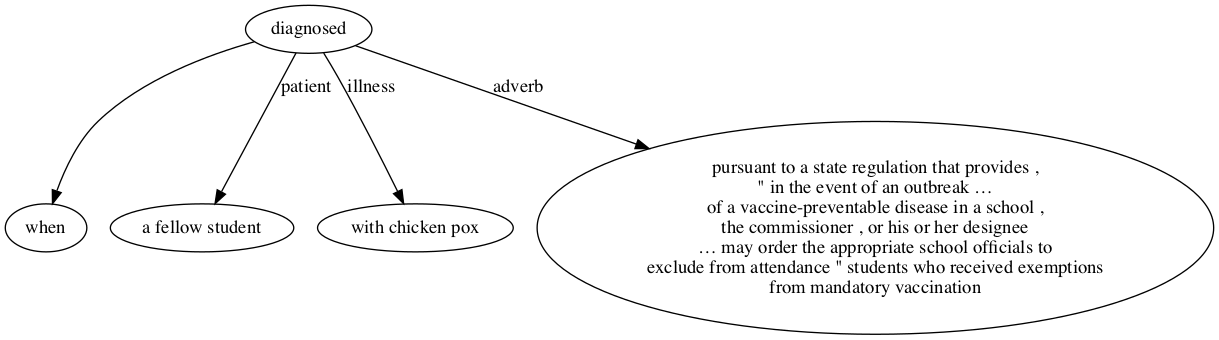 diagnosed
patient
illness
adverb
when
a fellow student
with chicken pox
pursuant to a state regulation that provides ,
" in the event of an outbreak …
of a vaccine-preventable disease in a school ,
the commissioner , or his or her designee
… may order the appropriate school officials to
exclude from attendance " students who received exemptions
from mandatory vaccination